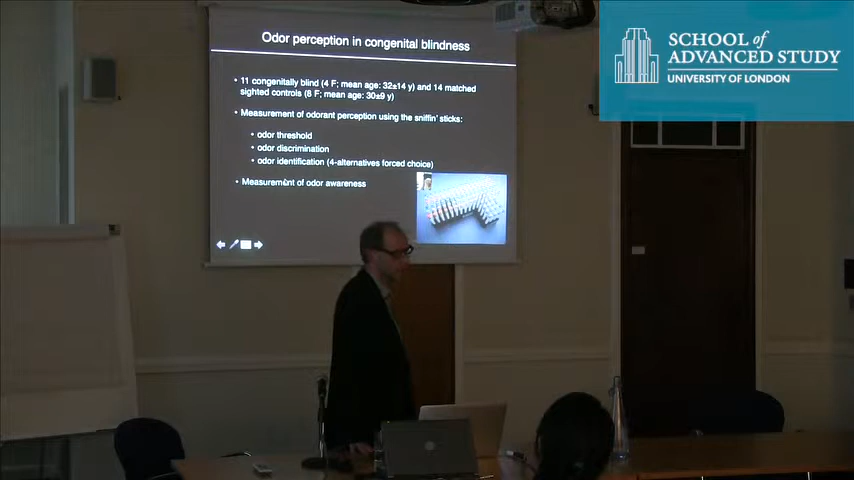 Odor perception in congenital blindness
• 11 congenitally blind (4 F; mean age: 32±14 y) and 14 matched
sighted controls (8 F; mean age: 30±9 y)
• Measurement of odorant perception using the sniffin' sticks:
• odor threshold
• odor discrimination
• odor identification (4-alternatives forced choice)
• Measurement of odor awareness
SCHOOL of
ADVANCED STUDY
UNIVERSITY OF LONDON